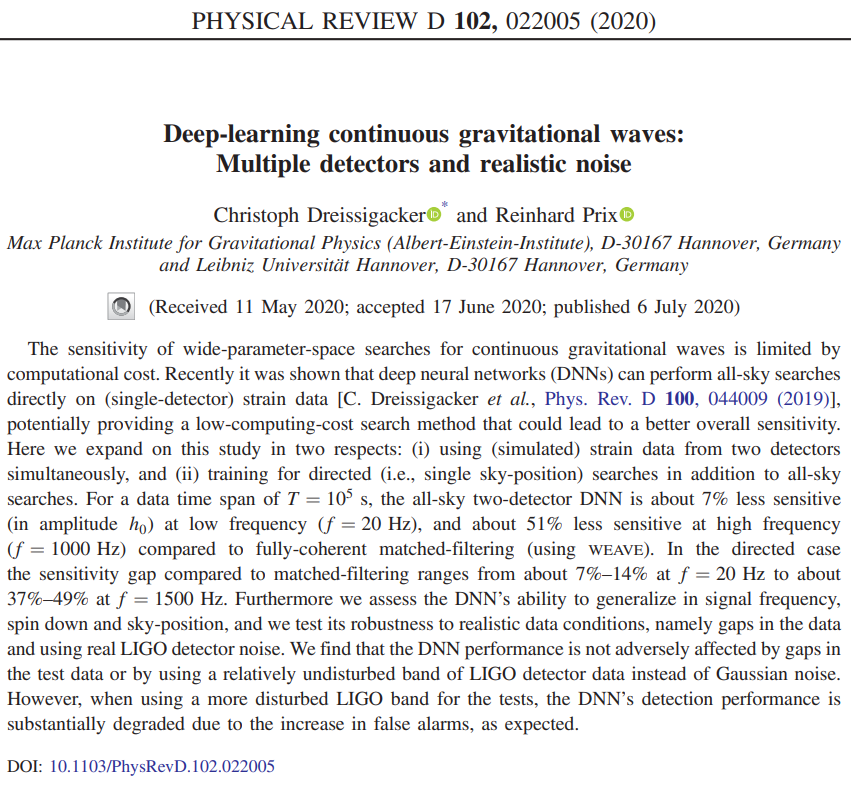 PHYSICAL REVIEW D 102, 022005 (2020)
Deep-learning continuous gravitational waves:
Multiple detectors and realistic noise
Christoph Dreissigacker iD * and Reinhard Prix iD
Max Planck Institute for Gravitational Physics (Albert-Einstein-Institute), D-30167 Hannover, Germany
and Leibniz Universität Hannover, D-30167 Hannover, Germany
(Received 11 May 2020; accepted 17 June 2020; published 6 July 2020)
The sensitivity of wide-parameter-space searches for continuous gravitational waves is limited by
computational cost. Recently it was shown that deep neural networks (DNNs) can perform all-sky searches
directly on (single-detector) strain data [C. Dreissigacker et al., Phys. Rev. D 100, 044009 (2019)],
potentially providing a low-computing-cost search method that could lead to a better overall sensitivity.
Here we expand on this study in two respects: (i) using (simulated) strain data from two detectors
simultaneously, and (ii) training for directed (i.e., single sky-position) searches in addition to all-sky
searches. For a data time span of T = 10⁵ s, the all-sky two-detector DNN is about 7% less sensitive
(in amplitude h₀) at low frequency (f = 20 Hz), and about 51% less sensitive at high frequency
(f = 1000 Hz) compared to fully-coherent matched-filtering (using WEAVE). In the directed case
the sensitivity gap compared to matched-filtering ranges from about 7%–14% at f = 20 Hz to about
37%–49% at f = 1500 Hz. Furthermore we assess the DNN's ability to generalize in signal frequency,
spin down and sky-position, and we test its robustness to realistic data conditions, namely gaps in the data
and using real LIGO detector noise. We find that the DNN performance is not adversely affected by gaps in
the test data or by using a relatively undisturbed band of LIGO detector data instead of Gaussian noise.
However, when using a more disturbed LIGO band for the tests, the DNN's detection performance is
substantially degraded due to the increase in false alarms, as expected.
DOI: 10.1103/PhysRevD.102.022005